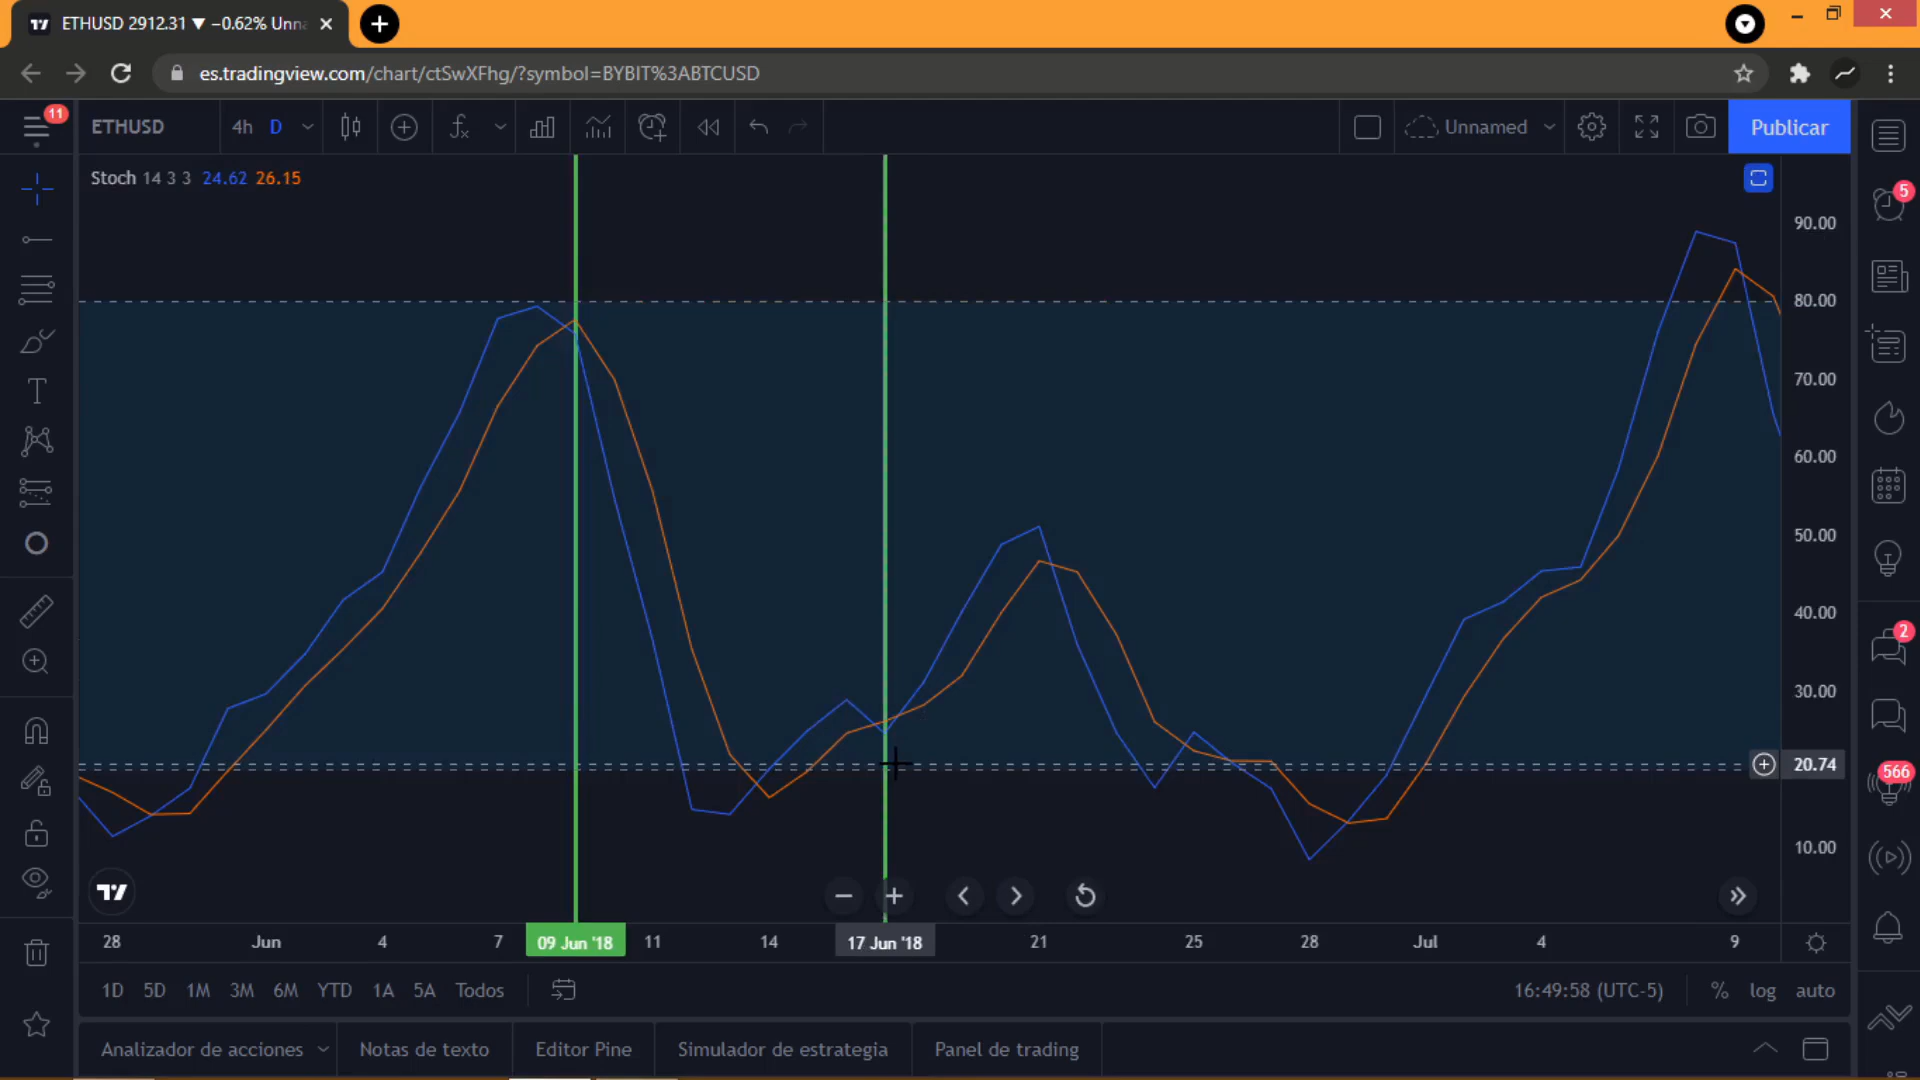 ETHUSD 2912.31 ▼ −0.62% Unna
es.tradingview.com/chart/ctSwXFhg/?symbol=BYBIT%3ABTCUSD
11
ETHUSD
4h
D
Unnamed
Publicar
Stoch 14 3 3 24.62 26.15
5
90.00
80.00
70.00
60.00
50.00
40.00
2
30.00
20.74
566
10.00
28
Jun
4
7
09 Jun '18
11
14
17 Jun '18
21
25
28
Jul
4
9
1D
5D
1M
3M
6M
YTD
1A
5A
Todos
16:49:58 (UTC-5)
%
log
auto
Analizador de acciones
Notas de texto
Editor Pine
Simulador de estrategia
Panel de trading